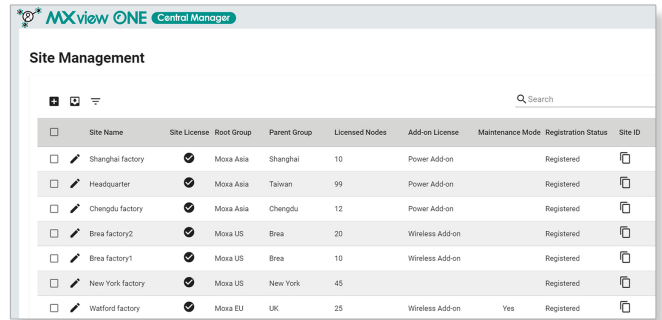 MXview ONE Central Manager
Site Management
Search
Site Name Site License Root Group Parent Group Licensed Nodes Add-on License Maintenance Mode Registration Status Site ID
Shanghai factory Moxa Asia Shanghai 10 Power Add-on Registered
Headquarter Moxa Asia Taiwan 99 Power Add-on Registered
Chengdu factory Moxa Asia Chengdu 12 Power Add-on Registered
Brea factory2 Moxa US Brea 20 Wireless Add-on Registered
Brea factory1 Moxa US Brea 10 Wireless Add-on Registered
New York factory Moxa US New York 45 Registered
Watford factory Moxa EU UK 25 Wireless Add-on Yes Registered